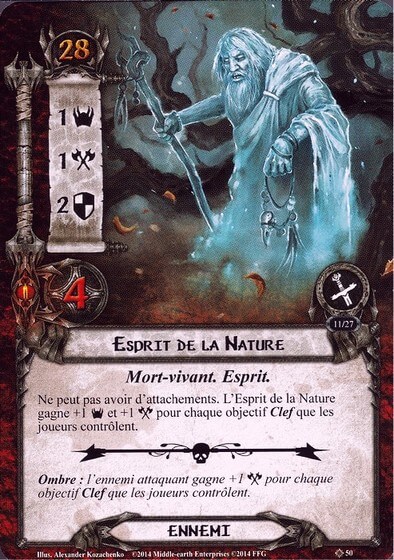 28
1
1
2
4
11/27
Esprit de la Nature
Mort-vivant. Esprit.
Ne peut pas avoir d'attachements. L'Esprit de la Nature
gagne +1 et +1 pour chaque objectif Clef que les
joueurs contrôlent.
Ombre : l'ennemi attaquant gagne +1 pour chaque
objectif Clef que les joueurs contrôlent.
ENNEMI
Illus. Alexander Kozachenko ©2014 Middle-earth Enterprises ©2014 FFG 50